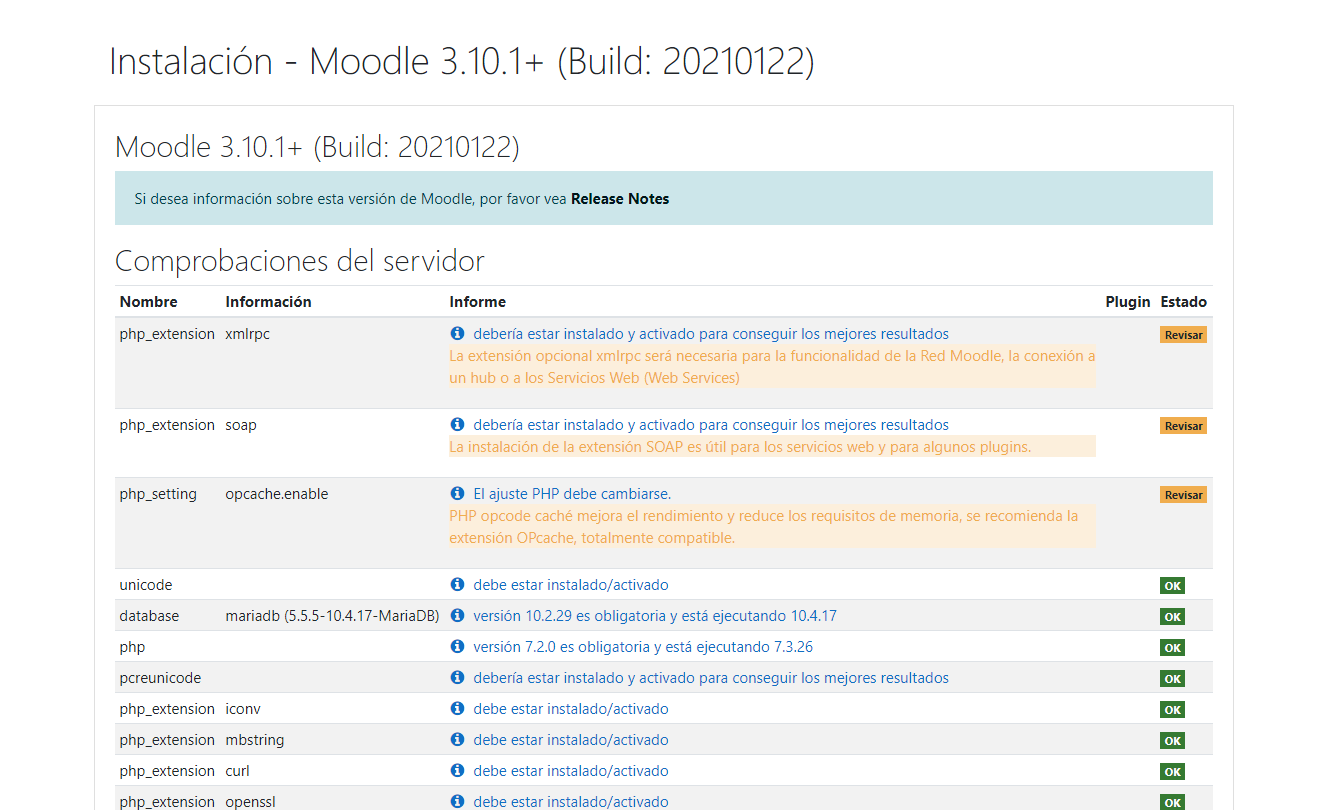 Instalación - Moodle 3.10.1+ (Build: 20210122)
Moodle 3.10.1+ (Build: 20210122)
Si desea información sobre esta versión de Moodle, por favor vea Release Notes
Comprobaciones del servidor
Nombre Información Informe Plugin Estado
php_extension xmlrpc debería estar instalado y activado para conseguir los mejores resultados Revisar
La extensión opcional xmlrpc será necesaria para la funcionalidad de la Red Moodle, la conexión a
un hub o a los Servicios Web (Web Services)
php_extension soap debería estar instalado y activado para conseguir los mejores resultados Revisar
La instalación de la extensión SOAP es útil para los servicios web y para algunos plugins.
php_setting opcache.enable El ajuste PHP debe cambiarse. Revisar
PHP opcode caché mejora el rendimiento y reduce los requisitos de memoria, se recomienda la
extensión OPcache, totalmente compatible.
unicode debe estar instalado/activado OK
database mariadb (5.5.5-10.4.17-MariaDB) versión 10.2.29 es obligatoria y está ejecutando 10.4.17 OK
php versión 7.2.0 es obligatoria y está ejecutando 7.3.26 OK
pcreunicode debería estar instalado y activado para conseguir los mejores resultados OK
php_extension iconv debe estar instalado/activado OK
php_extension mbstring debe estar instalado/activado OK
php_extension curl debe estar instalado/activado OK
php_extension openssl debe estar instalado/activado OK